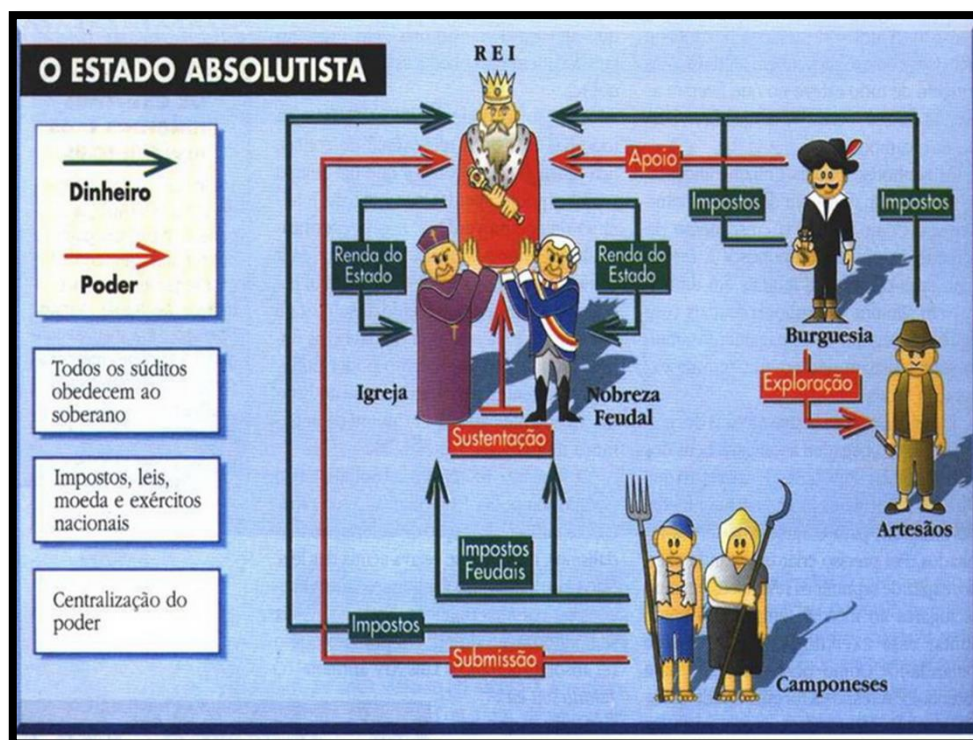 O ESTADO ABSOLUTISTA
REI
Dinheiro
Poder
Todos os súditos
obedecem ao
soberano
Impostos, leis,
moeda e exércitos
nacionais
Centralização do
poder
Apoio
Impostos
Impostos
Renda do
Estado
Renda do
Estado
Igreja
Nobreza
Feudal
Burguesia
Exploração
Sustentação
Artesãos
Impostos
Feudais
Impostos
Submissão
Camponeses